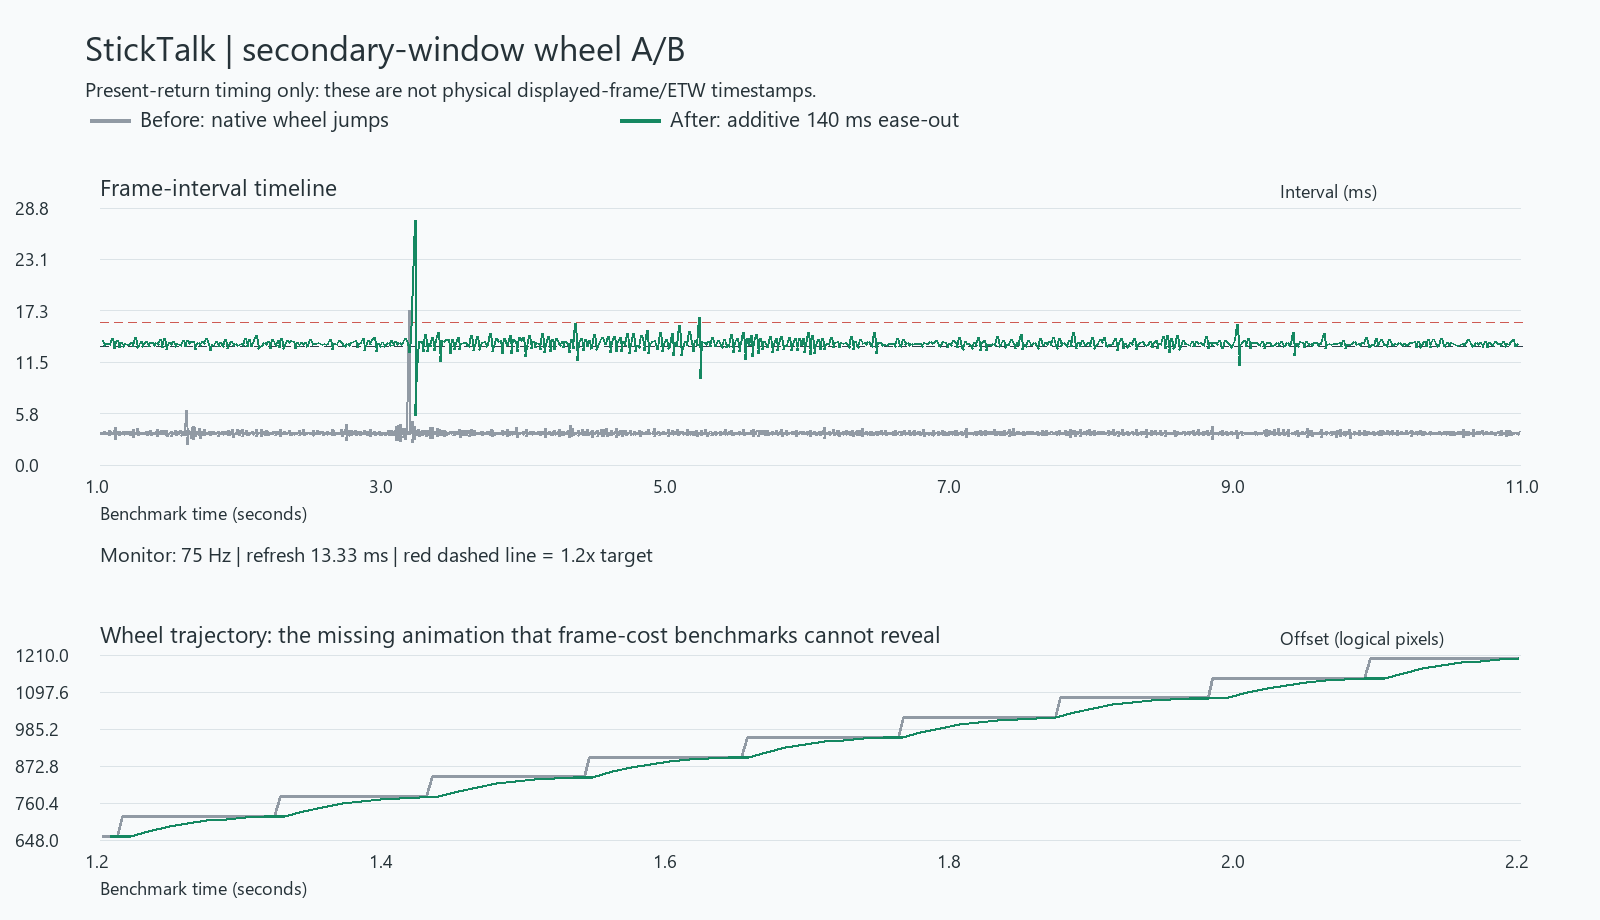 StickTalk | secondary-window wheel A/B
Present-return timing only: these are not physical displayed-frame/ETW timestamps.
Before: native wheel jumps
After: additive 140 ms ease-out
Frame-interval timeline
Interval (ms)
28.8
23.1
17.3
11.5
5.8
0.0
1.0 3.0 5.0 7.0 9.0 11.0
Benchmark time (seconds)
Monitor: 75 Hz | refresh 13.33 ms | red dashed line = 1.2x target
Wheel trajectory: the missing animation that frame-cost benchmarks cannot reveal
Offset (logical pixels)
1210.0
1097.6
985.2
872.8
760.4
648.0
1.2 1.4 1.6 1.8 2.0 2.2
Benchmark time (seconds)